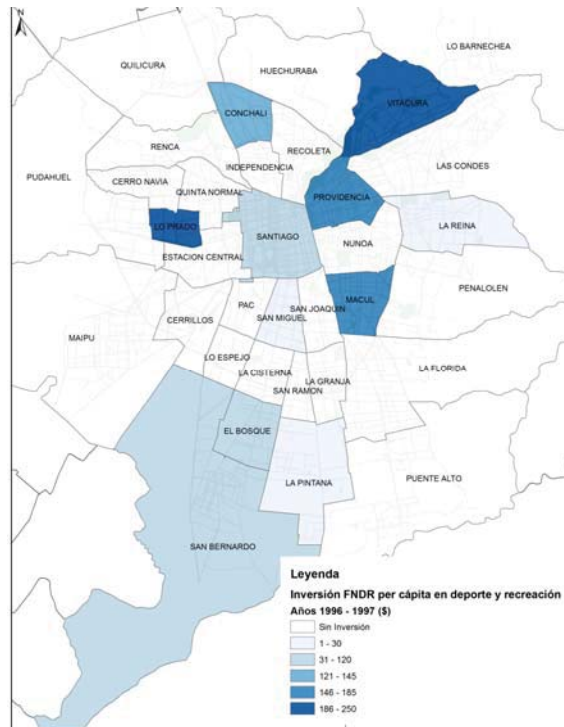 N
LO BARNECHEA
QUILICURA
HUECHURABA
VITACURA
CONCHALI
RENCA
RECOLETA
INDEPENDENCIA
LAS CONDES
PUDAHUEL
CERRO NAVIA
QUINTA NORMAL
PROVIDENCIA
LO PRADO
SANTIAGO
LA REINA
NUNOA
ESTACION CENTRAL
PENALOLEN
MACUL
PAC
SAN JOAQUIN
CERRILLOS
SAN MIGUEL
MAIPU
LO ESPEJO
LA CISTERNA
LA GRANJA
LA FLORIDA
SAN RAMON
EL BOSQUE
LA PINTANA
PUENTE ALTO
SAN BERNARDO
Leyenda
Inversión FNDR per cápita en deporte y recreación
Años 1996 - 1997 ($)
Sin Inversión
1 - 30
31 - 120
121 - 145
146 - 185
186 - 250